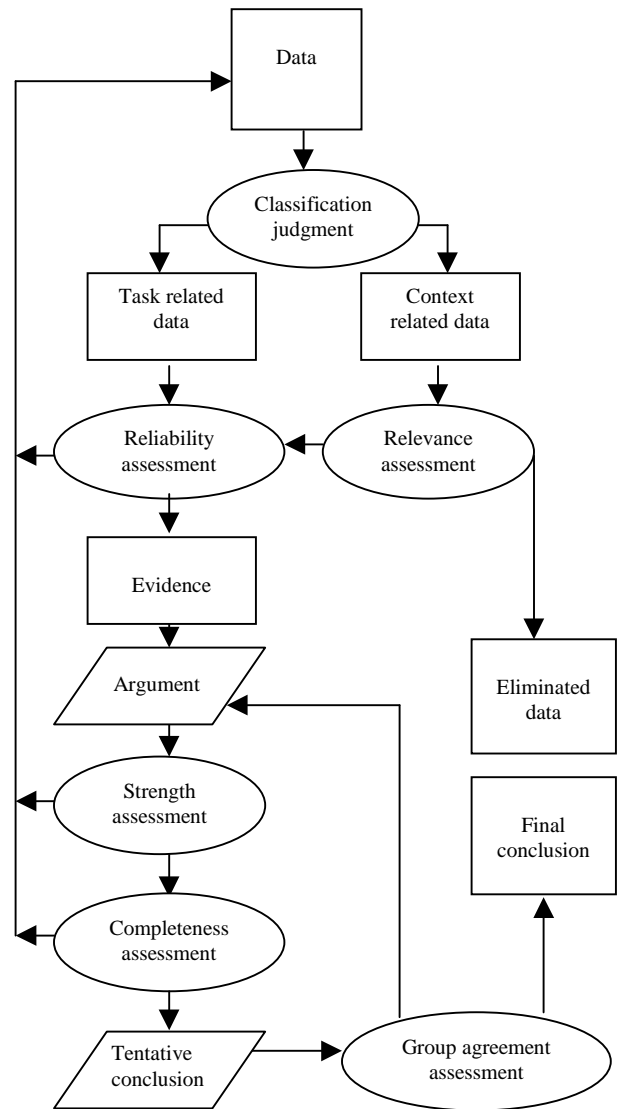 Data
Classification
judgment
Task related
data
Context
related data
Reliability
assessment
Relevance
assessment
Evidence
Argument
Eliminated
data
Strength
assessment
Final
conclusion
Completeness
assessment
Tentative
conclusion
Group agreement
assessment